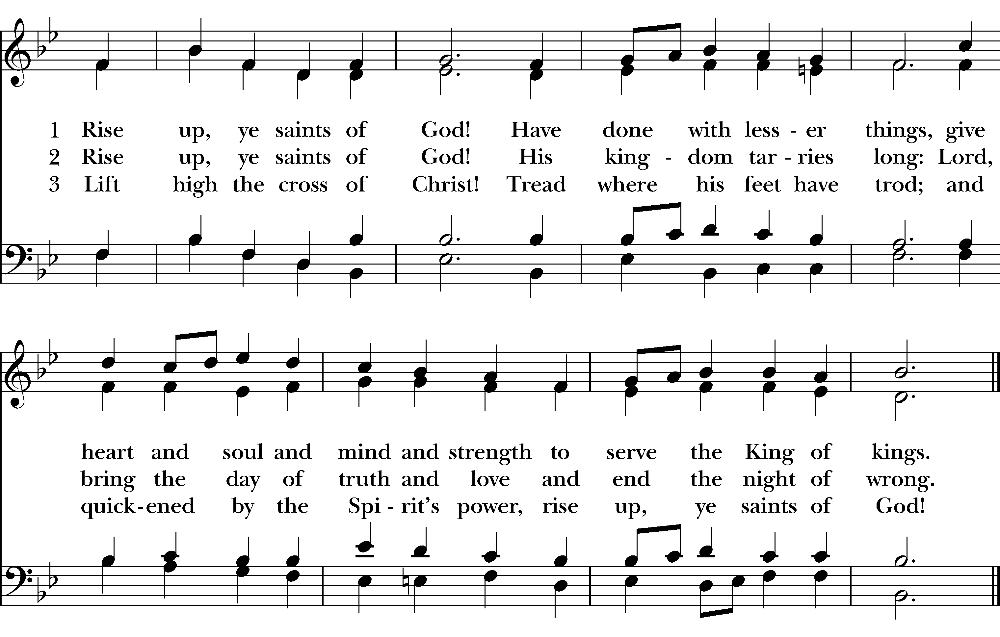 1 Rise up, ye saints of God! Have done with less - er things, give
2 Rise up, ye saints of God! His king - dom tar - ries long: Lord,
3 Lift high the cross of Christ! Tread where his feet have trod; and
heart and soul and mind and strength to serve the King of kings.
bring the day of truth and love and end the night of wrong.
quick-ened by the Spi - rit’s power, rise up, ye saints of God!